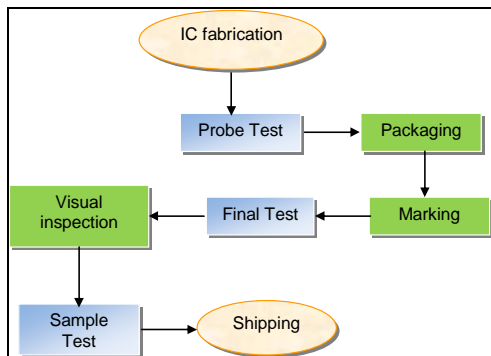 IC fabrication
Probe Test
Packaging
Marking
Final Test
Visual
inspection
Sample
Test
Shipping